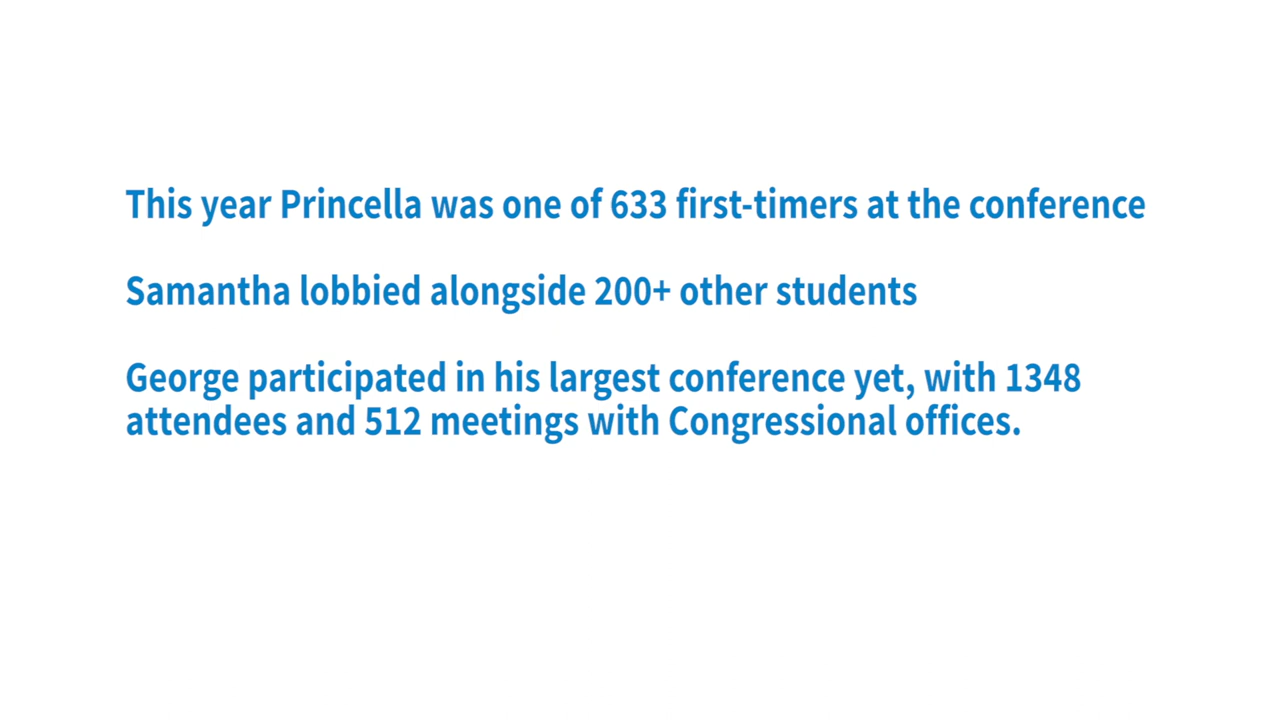 This year Princella was one of 633 first-timers at the conference
Samantha lobbied alongside 200+ other students
George participated in his largest conference yet, with 1348
attendees and 512 meetings with Congressional offices.